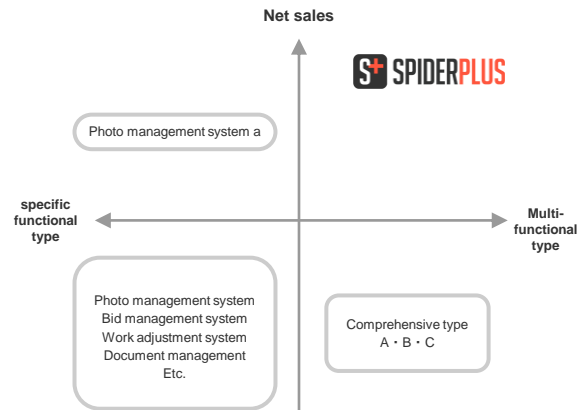 Net sales
S+ SPIDERPLUS
Photo management system a
specific
functional
type
Multi-
functional
type
Photo management system
Bid management system
Work adjustment system
Document management
Etc.
Comprehensive type
A・B・C